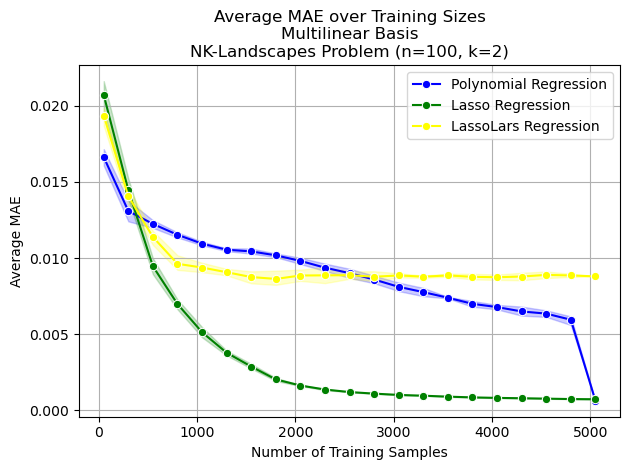 Average MAE over Training Sizes
Multilinear Basis
NK-Landscapes Problem (n=100, k=2)
Polynomial Regression
Lasso Regression
LassoLars Regression
Average MAE
0.020
0.015
0.010
0.005
0.000
0 1000 2000 3000 4000 5000
Number of Training Samples